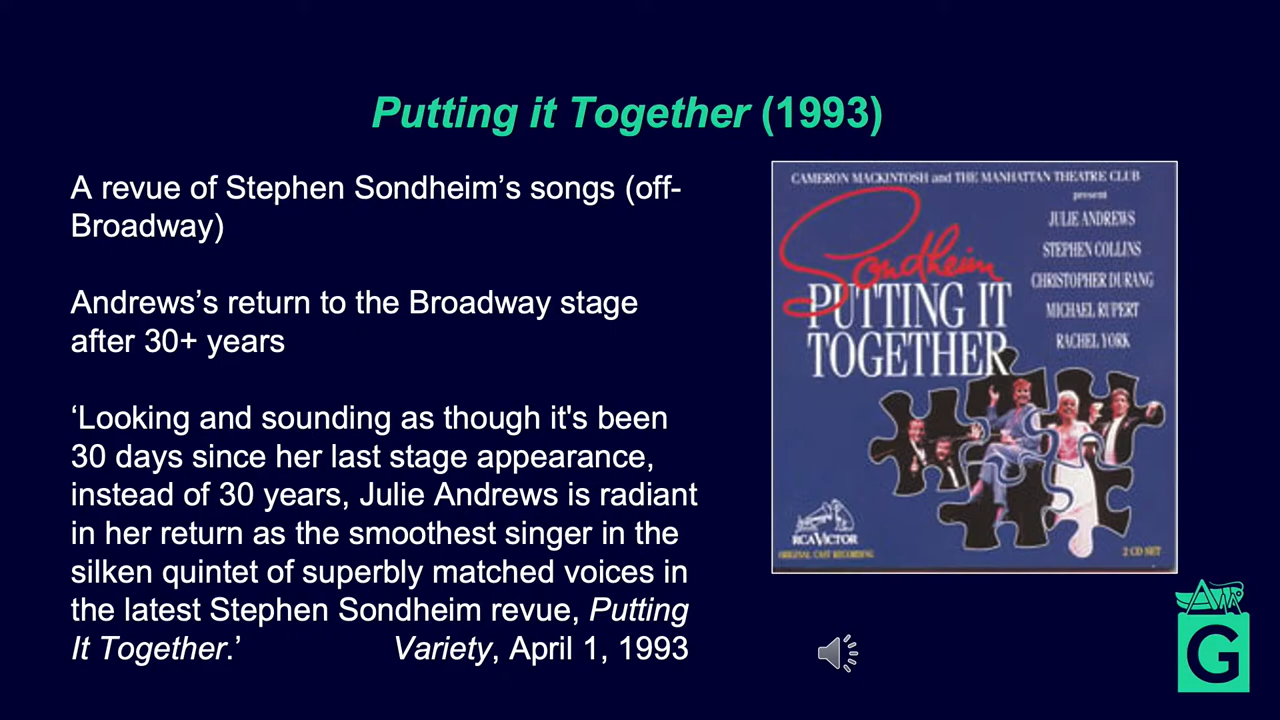 Putting it Together (1993)
A revue of Stephen Sondheim’s songs (off-
Broadway)
Andrews’s return to the Broadway stage
after 30+ years
‘Looking and sounding as though it's been
30 days since her last stage appearance,
instead of 30 years, Julie Andrews is radiant
in her return as the smoothest singer in the
silken quintet of superbly matched voices in
the latest Stephen Sondheim revue, Putting
It Together.’ Variety, April 1, 1993
CAMERON MACKINTOSH and THE MANHATTAN THEATRE CLUB
present
JULIE ANDREWS
STEPHEN COLLINS
CHRISTOPHER DURANG
MICHAEL RUPERT
RACHEL YORK
Sondheim
PUTTING IT
TOGETHER
RCA VICTOR
ORIGINAL CAST RECORDING
2 CD SET
G